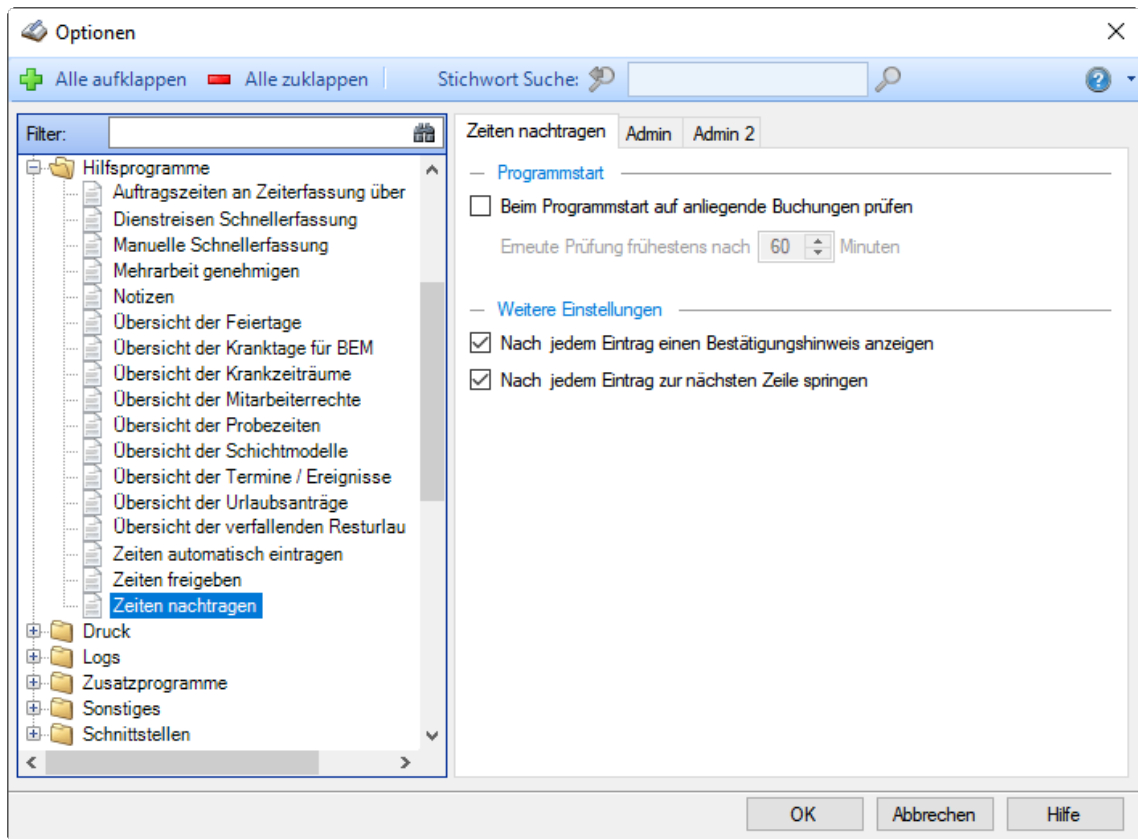 Optionen
Alle aufklappen
Alle zuklappen
Stichwort Suche:
Filter:
Hilfsprogramme
Auftragszeiten an Zeiterfassung über
Dienstreisen Schnellerfassung
Manuelle Schnellerfassung
Mehrarbeit genehmigen
Notizen
Übersicht der Feiertage
Übersicht der Kranktage für BEM
Übersicht der Krankzeiträume
Übersicht der Mitarbeiterrechte
Übersicht der Probezeiten
Übersicht der Schichtmodelle
Übersicht der Termine / Ereignisse
Übersicht der Urlaubsanträge
Übersicht der verfallenden Resturlau
Zeiten automatisch eintragen
Zeiten freigeben
Zeiten nachtragen
Druck
Logs
Zusatzprogramme
Sonstiges
Schnittstellen
Zeiten nachtragen
Admin
Admin 2
Programmstart
Beim Programmstart auf anliegende Buchungen prüfen
Erneute Prüfung frühestens nach 60 Minuten
Weitere Einstellungen
Nach jedem Eintrag einen Bestätigungshinweis anzeigen
Nach jedem Eintrag zur nächsten Zeile springen
OK
Abbrechen
Hilfe